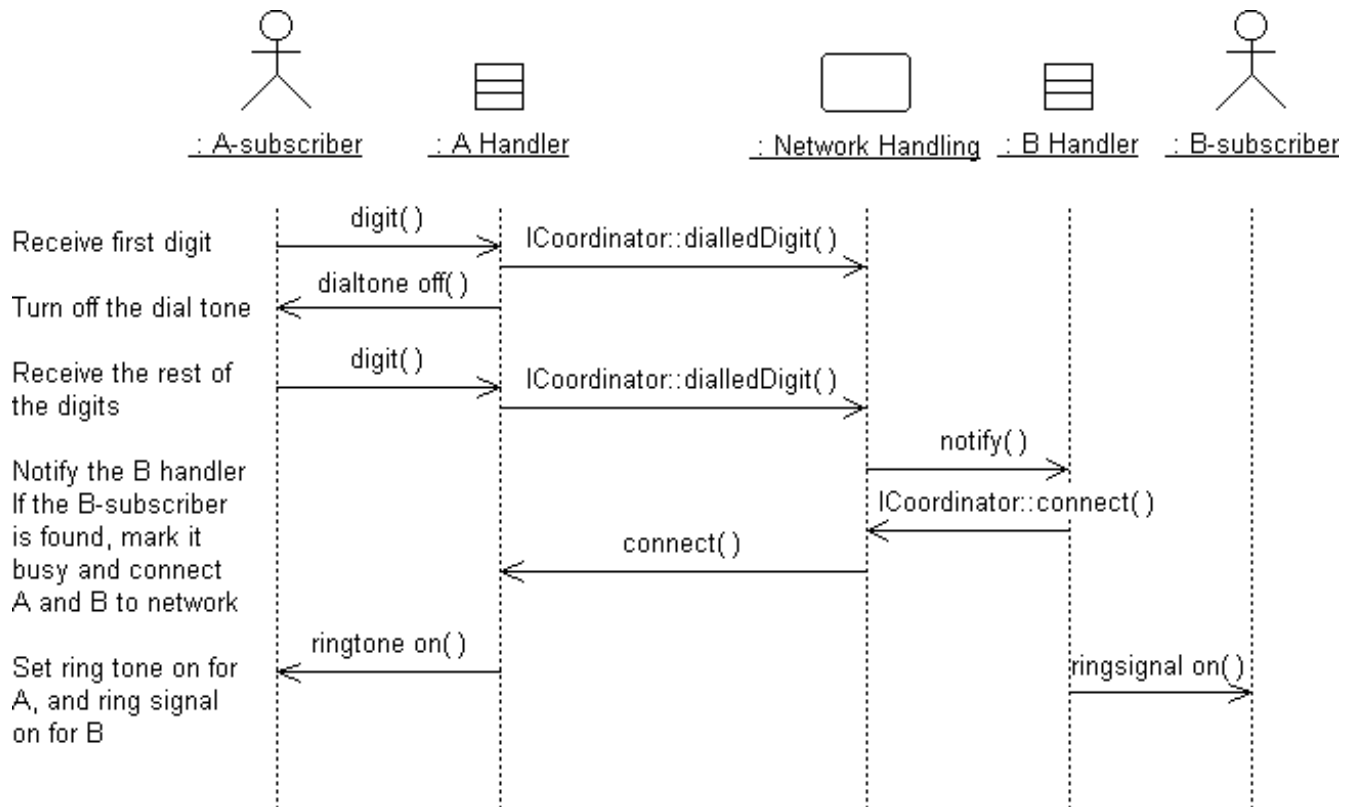 : A-subscriber
: A Handler
: Network Handling
: B Handler
: B-subscriber
digit( )
Receive first digit
ICoordinator::dialledDigit( )
dialtone off( )
Turn off the dial tone
digit( )
Receive the rest of
the digits
ICoordinator::dialledDigit( )
notify( )
Notify the B handler
If the B-subscriber
is found, mark it
busy and connect
A and B to network
ICoordinator::connect( )
connect( )
ringtone on( )
Set ring tone on for
A, and ring signal
on for B
ringsignal on( )